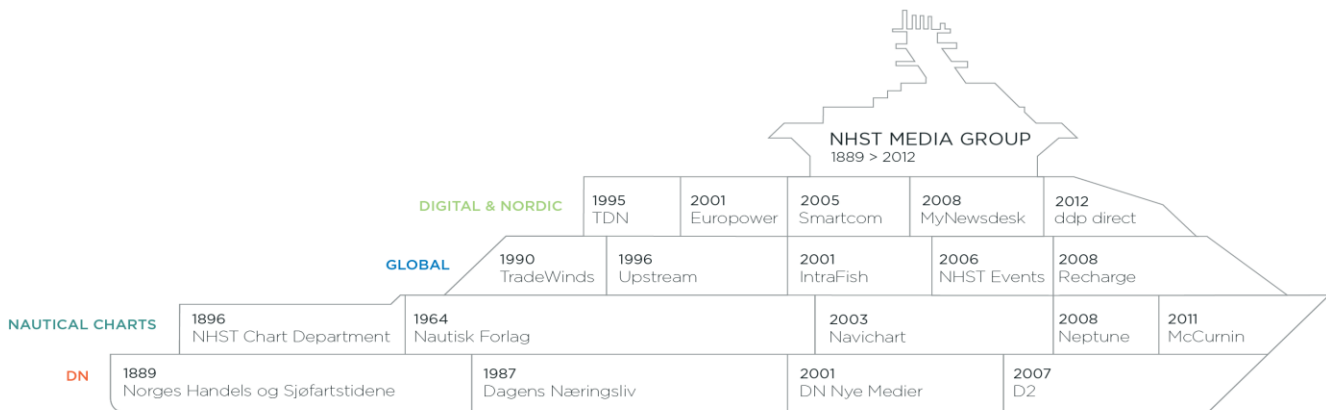 NHST MEDIA GROUP
1889 > 2012
DIGITAL & NORDIC
1995
TDN
2001
Europower
2005
Smartcom
2008
MyNewsdesk
2012
ddp direct
GLOBAL
1990
TradeWinds
1996
Upstream
2001
IntraFish
2006
NHST Events
2008
Recharge
NAUTICAL CHARTS
1896
NHST Chart Department
1964
Nautisk Forlag
2003
Navichart
2008
Neptune
2011
McCurnin
DN
1889
Norges Handels og Sjøfartstidene
1987
Dagens Næringsliv
2001
DN Nye Medier
2007
D2